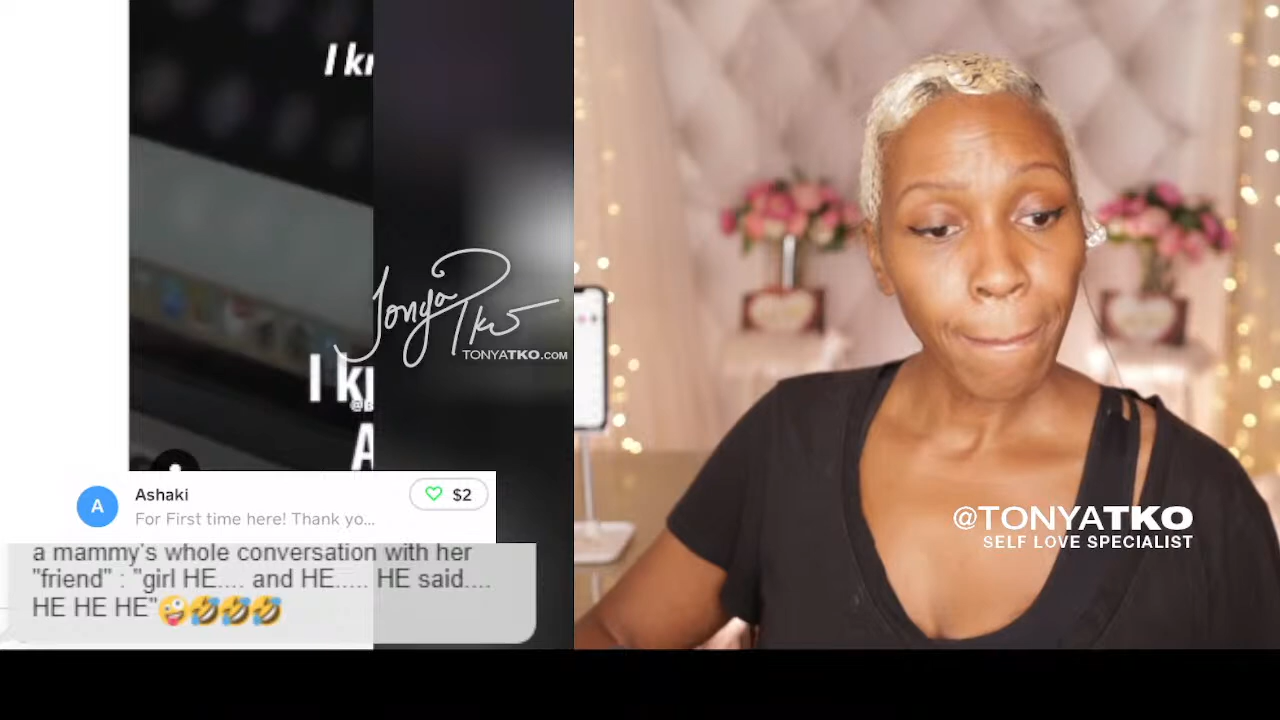 I k
Tonya Tko
TONYATKO.COM
I k
@B
A
Ashaki
$2
A
For First time here! Thank yo...
a mammy's whole conversation with her
"friend" : "girl HE.... and HE..... HE said....
HE HE HE"🤪🤣🤣🤣
@TONYATKO
SELF LOVE SPECIALIST